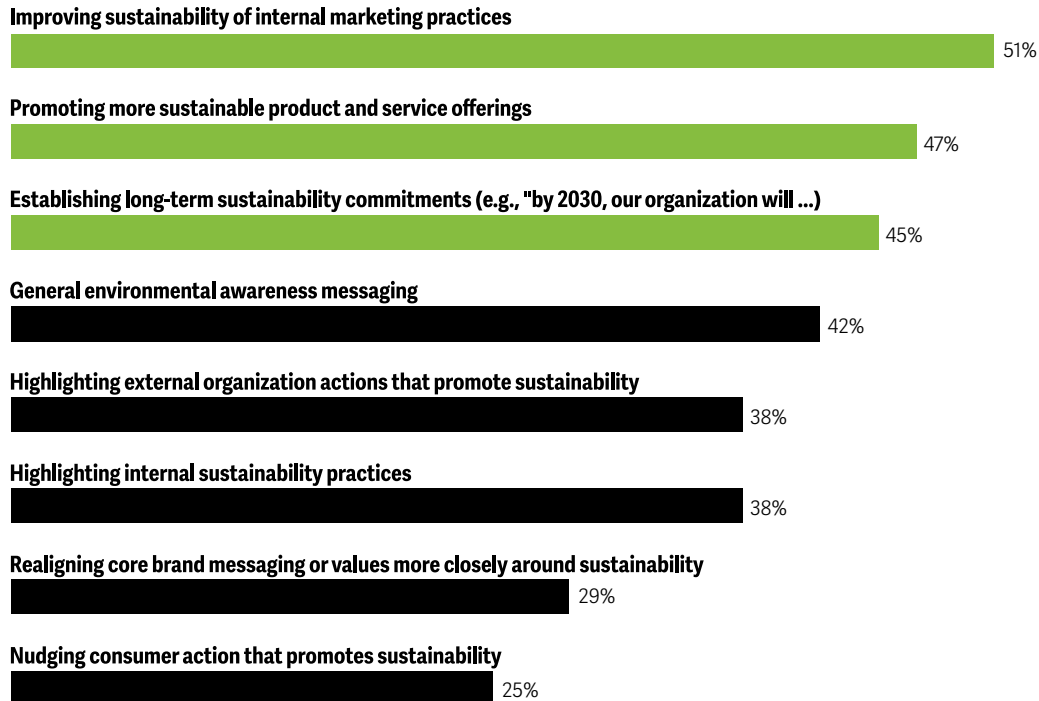 Improving sustainability of internal marketing practices
51%
Promoting more sustainable product and service offerings
47%
Establishing long-term sustainability commitments (e.g., "by 2030, our organization will ...)
45%
General environmental awareness messaging
42%
Highlighting external organization actions that promote sustainability
38%
Highlighting internal sustainability practices
38%
Realigning core brand messaging or values more closely around sustainability
29%
Nudging consumer action that promotes sustainability
25%